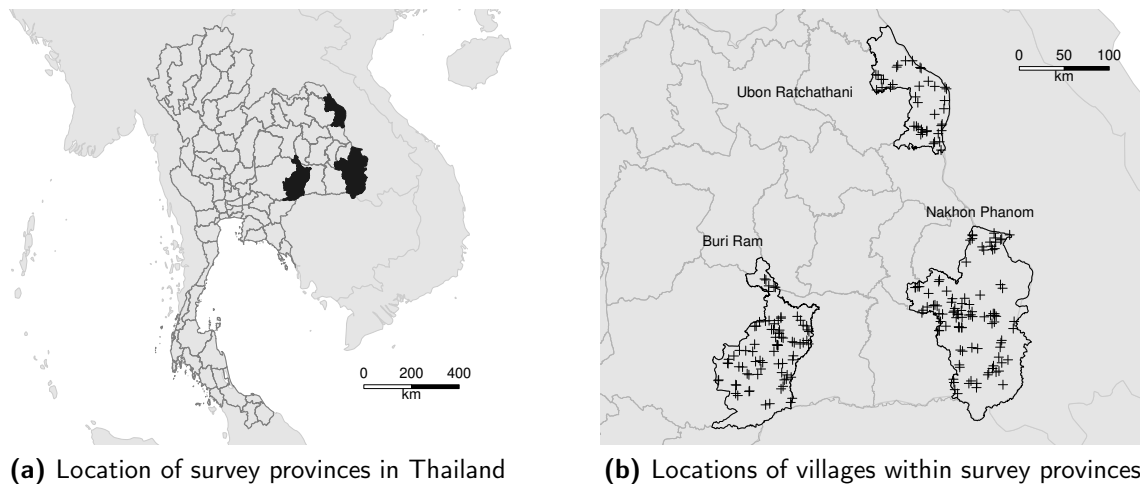 0 200 400
km
(a) Location of survey provinces in Thailand
0 50 100
km
Ubon Ratchathani
Nakhon Phanom
Buri Ram
(b) Locations of villages within survey provinces